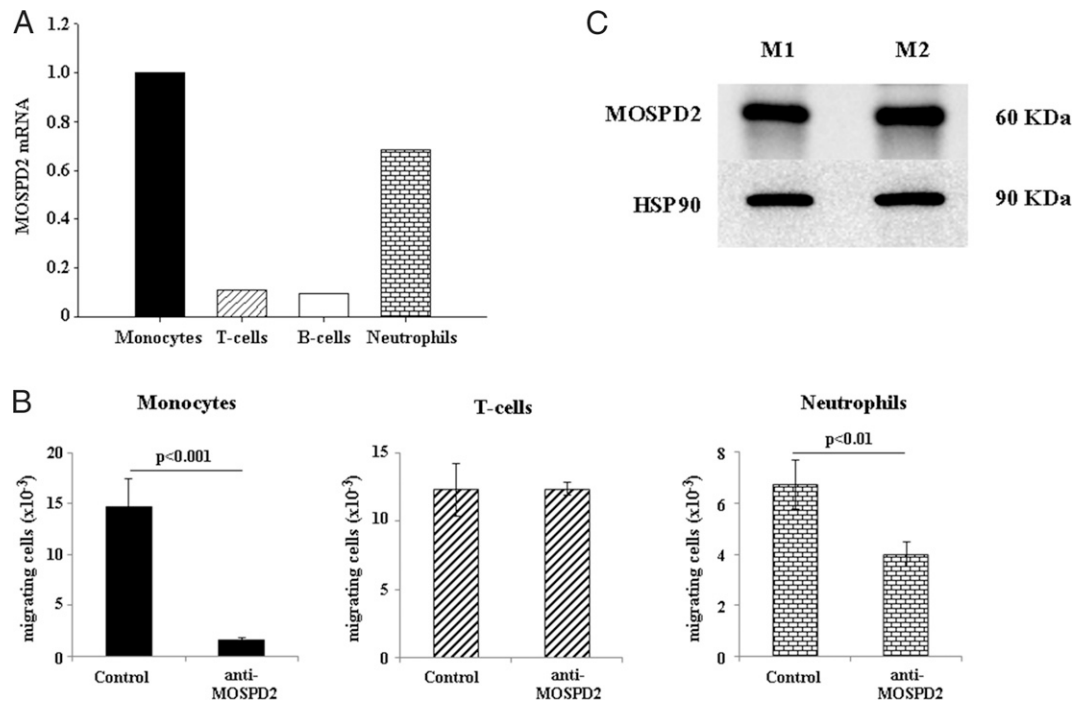 A
1.2
1.0
0.8
0.6
0.4
0.2
0
MOSPD2 mRNA
Monocytes T-cells B-cells Neutrophils
C
M1 M2
MOSPD2 60 KDa
HSP90 90 KDa
B
Monocytes
p<0.001
20
15
10
5
0
migrating cells (x10-3)
Control anti-
MOSPD2
T-cells
15
10
5
0
migrating cells (x10-3)
Control anti-
MOSPD2
Neutrophils
p<0.01
8
6
4
2
0
migrating cells (x10-3)
Control anti-
MOSPD2